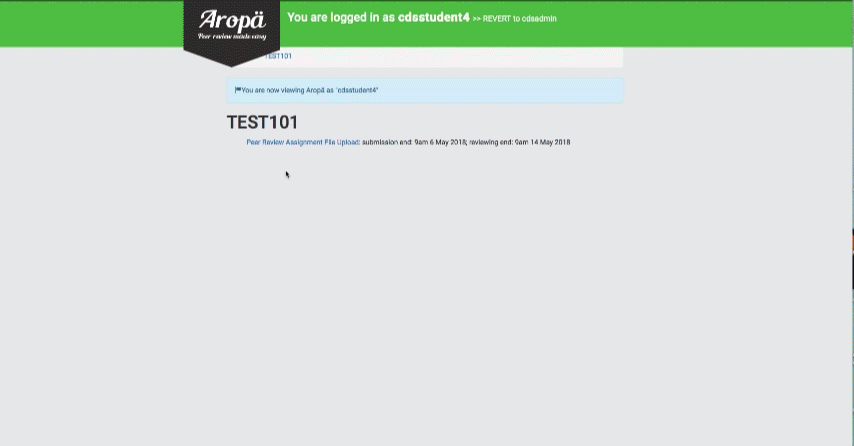 Aropä
Peer review made easy
You are logged in as cdsstudent4 >> REVERT to cdsadmin
TEST101
You are now viewing Aropä as 'cdsstudent4'
TEST101
Peer Review Assignment File Upload: submission end: 9am 6 May 2018; reviewing end: 9am 14 May 2018